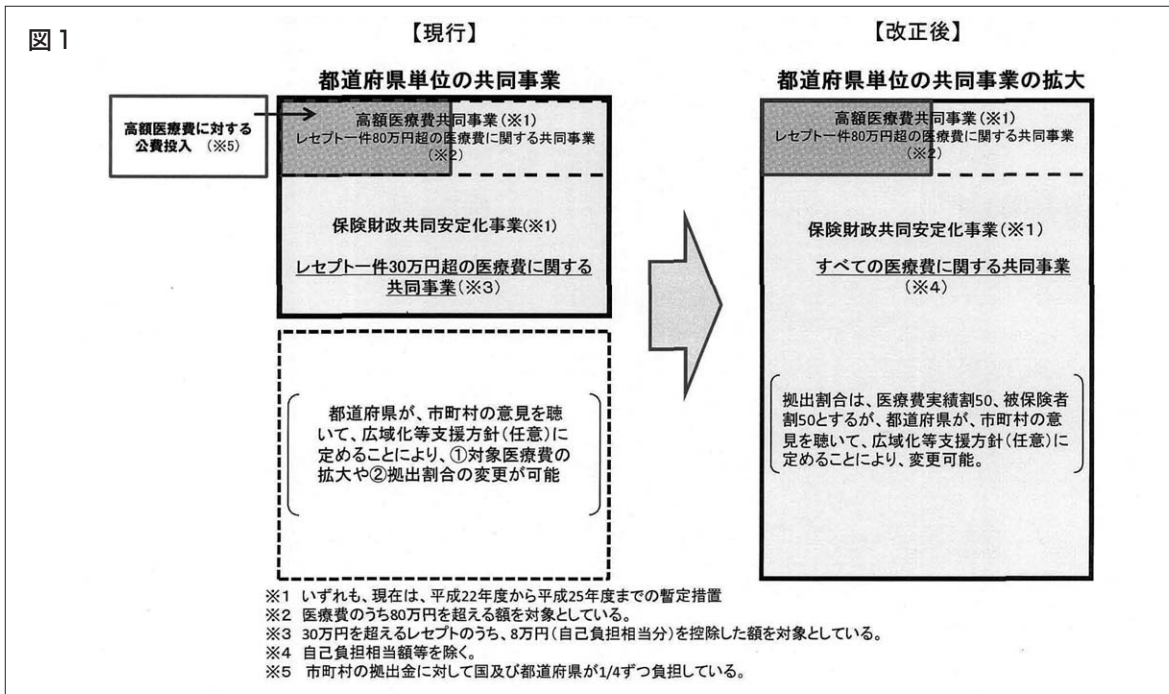 図1
【現行】
都道府県単位の共同事業
高額医療費に対する
公費投入 (※5)
高額医療費共同事業(※1)
レセプト一件80万円超の医療費に関する共同事業
(※2)
保険財政共同安定化事業(※1)
レセプト一件30万円超の医療費に関する
共同事業(※3)
都道府県が、市町村の意見を聴
いて、広域化等支援方針(任意)に
定めることにより、①対象医療費の
拡大や②拠出割合の変更が可能
【改正後】
都道府県単位の共同事業の拡大
高額医療費共同事業(※1)
レセプト一件80万円超の医療費に関する共同事業
(※2)
保険財政共同安定化事業(※1)
すべての医療費に関する共同事業
(※4)
拠出割合は、医療費実績割50、被保険者
割50とするが、都道府県が、市町村の意
見を聴いて、広域化等支援方針(任意)に
定めることにより、変更可能。
※1 いずれも、現在は、平成22年度から平成25年度までの暫定措置
※2 医療費のうち80万円を超える額を対象としている。
※3 30万円を超えるレセプトのうち、8万円(自己負担相当分)を控除した額を対象としている。
※4 自己負担相当額等を除く。
※5 市町村の拠出金に対して国及び都道府県が1/4ずつ負担している。